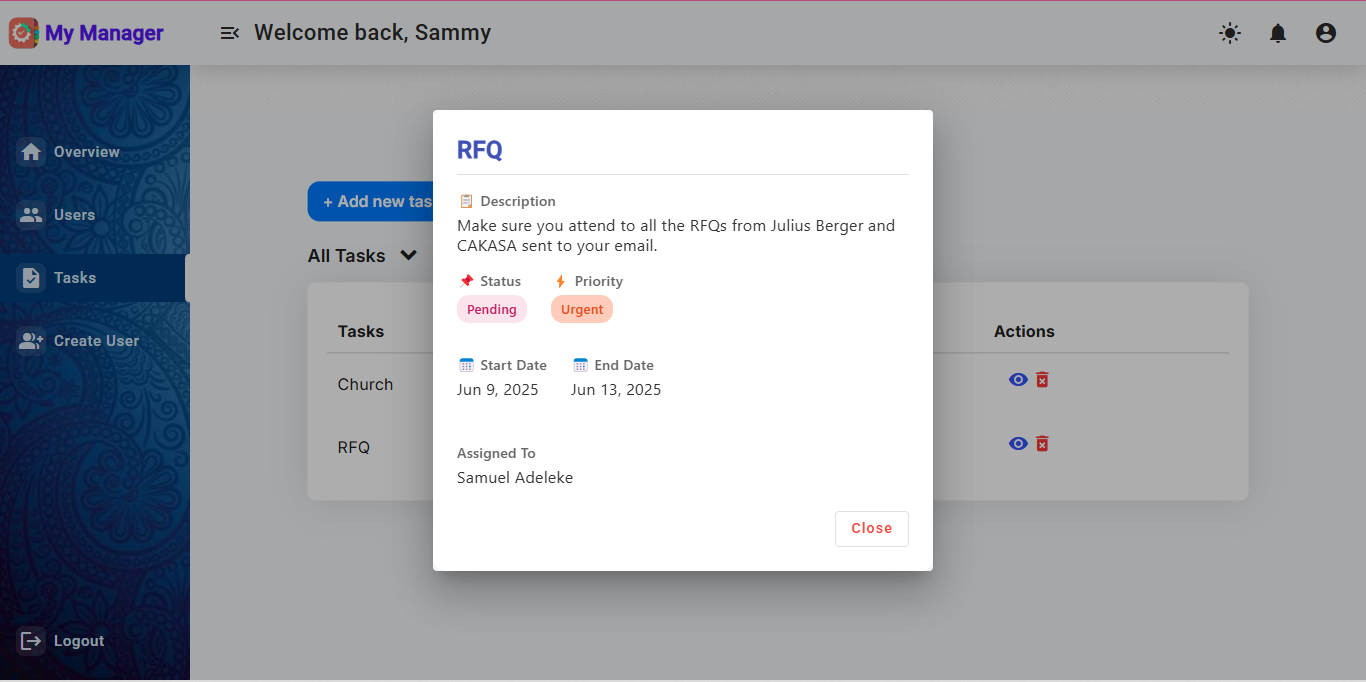 My Manager
Welcome back, Sammy
Overview
Users
Tasks
Create User
Logout
+ Add new tas
All Tasks
Tasks
Actions
Church
RFQ
RFQ
Description
Make sure you attend to all the RFQs from Julius Berger and
CAKASA sent to your email.
Status Priority
Pending Urgent
Start Date End Date
Jun 9, 2025 Jun 13, 2025
Assigned To
Samuel Adeleke
Close